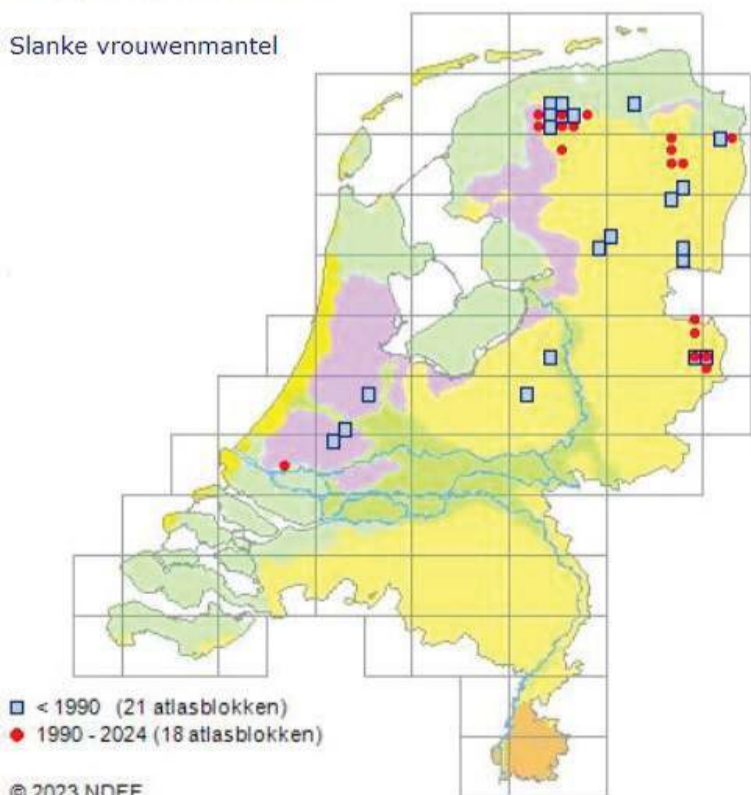 Slanke vrouwenmantel
< 1990 (21 atlasblokken)
1990 - 2024 (18 atlasblokken)
© 2023 NDFF